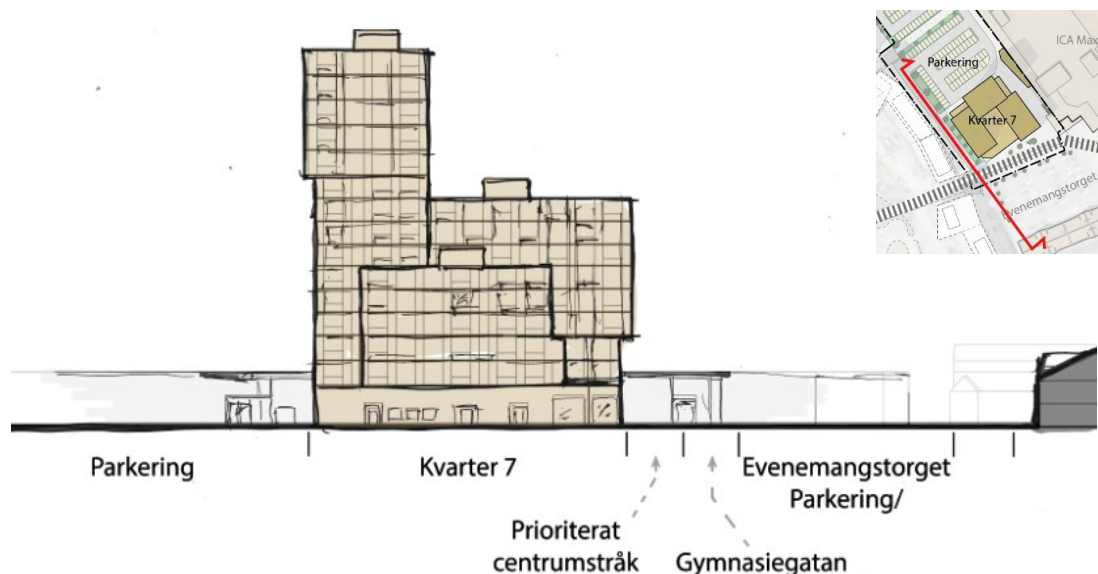 ICA Max
Parkering
Kvarter 7
Evenemangstorget
Parkering
Kvarter 7
Evenemangstorget
Parkering/
Prioriterat
centrumstråk
Gymnasiegatan